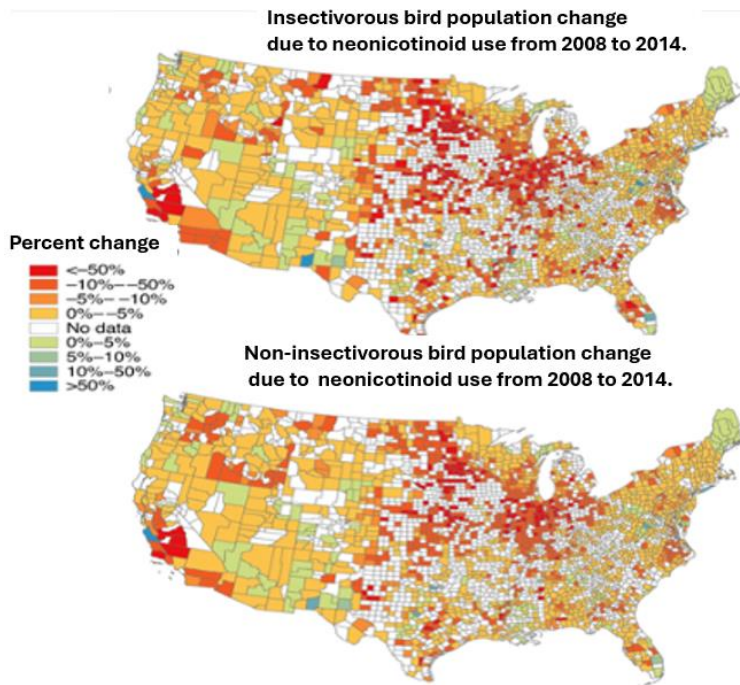 Insectivorous bird population change
due to neonicotinoid use from 2008 to 2014.
Percent change
<-50%
-10%--50%
-5%--10%
0%--5%
No data
0%-5%
5%-10%
10%-50%
>50%
Non-insectivorous bird population change
due to neonicotinoid use from 2008 to 2014.